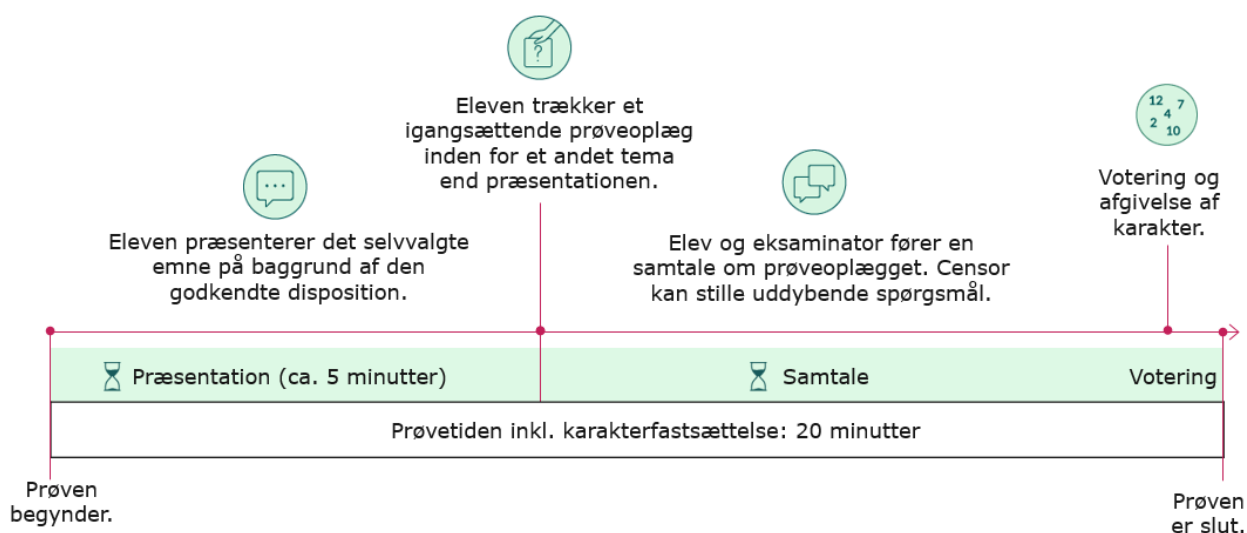 ?
Eleven trækker et
igangsættende prøveoplæg
inden for et andet tema
end præsentationen.
12
7
4
2
10
Votering og
afgivelse af
karakter.
Eleven præsenterer det selvvalgte
emne på baggrund af den
godkendte disposition.
Elev og eksaminator fører en
samtale om prøveoplægget. Censor
kan stille uddybende spørgsmål.
Præsentation (ca. 5 minutter)
Samtale
Votering
Prøvetiden inkl. karakterfastsættelse: 20 minutter
Prøven
begynder.
Prøven
er slut.